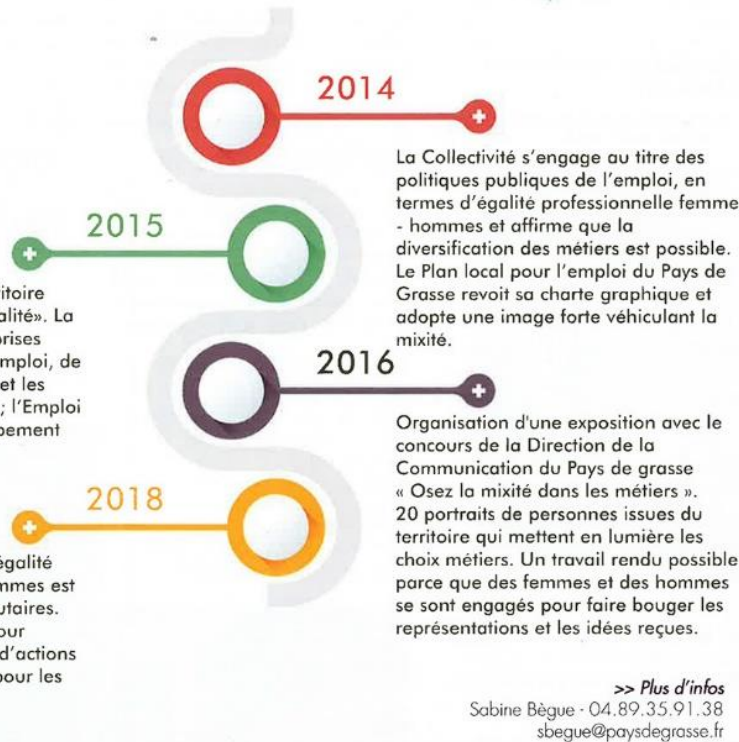 2014
La Collectivité s'engage au titre des
politiques publiques de l'emploi, en
termes d'égalité professionnelle femme
- hommes et affirme que la
diversification des métiers est possible.
Le Plan local pour l'emploi du Pays de
Grasse revoit sa charte graphique et
adopte une image forte véhiculant la
mixité.
2015
itoire
alité». La
prises
mploi, de
et les
; l'Emploi
pement
2016
Organisation d'une exposition avec le
concours de la Direction de la
Communication du Pays de grasse
« Osez la mixité dans les métiers ».
20 portraits de personnes issues du
territoire qui mettent en lumière les
choix métiers. Un travail rendu possible
parce que des femmes et des hommes
se sont engagés pour faire bouger les
représentations et les idées reçues.
2018
égalité
mmes est
utaires.
our
d'actions
pour les
>> Plus d'infos
Sabine Bègue · 04.89.35.91.38
sbegue@paysdegrasse.fr